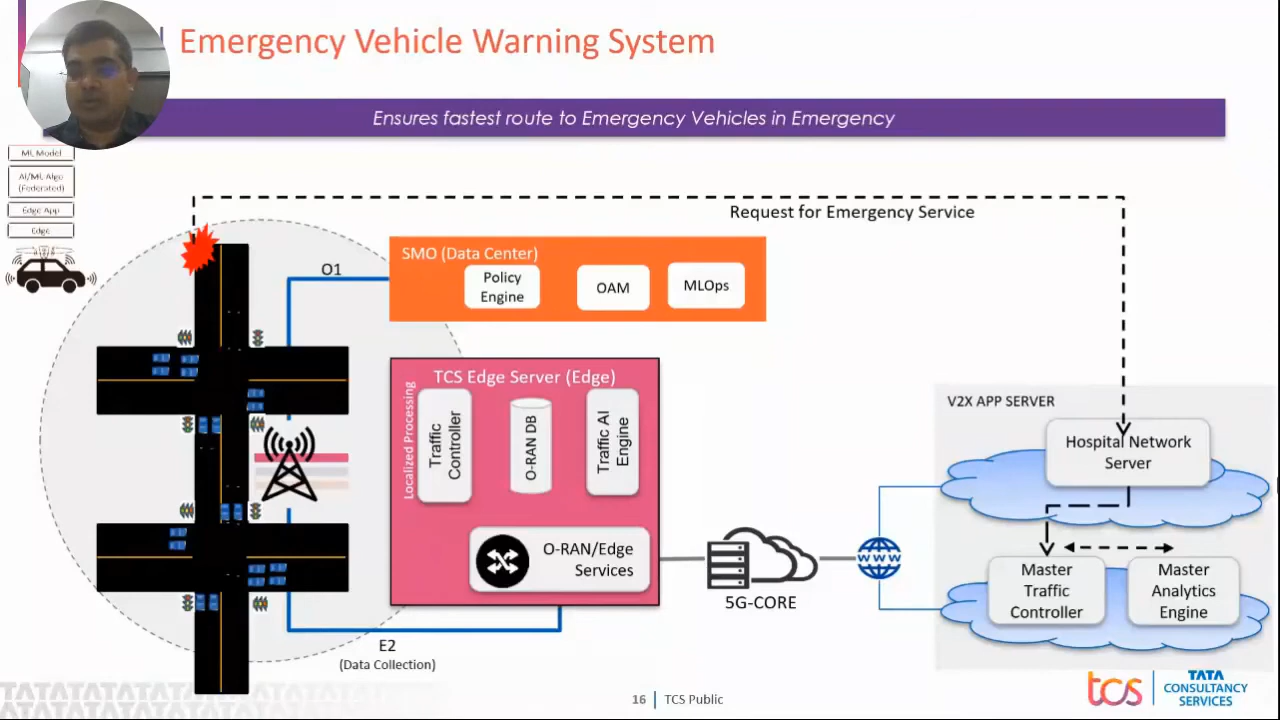 Emergency Vehicle Warning System
Ensures fastest route to Emergency Vehicles in Emergency
ML Model
AI/ML Algo
(Federated)
Edge App
Edge
Request for Emergency Service
O1
SMO (Data Center)
Policy
Engine
OAM
MLOps
TCS Edge Server (Edge)
Localized Processing
Traffic
Controller
O-RAN DB
Traffic AI
Engine
O-RAN/Edge
Services
5G-CORE
WWW
V2X APP SERVER
Hospital Network
Server
Master
Traffic
Controller
Master
Analytics
Engine
E2
(Data Collection)
TATATATATATATATATATATA
16 | TCS Public
tcs
TATA
CONSULTANCY
SERVICES